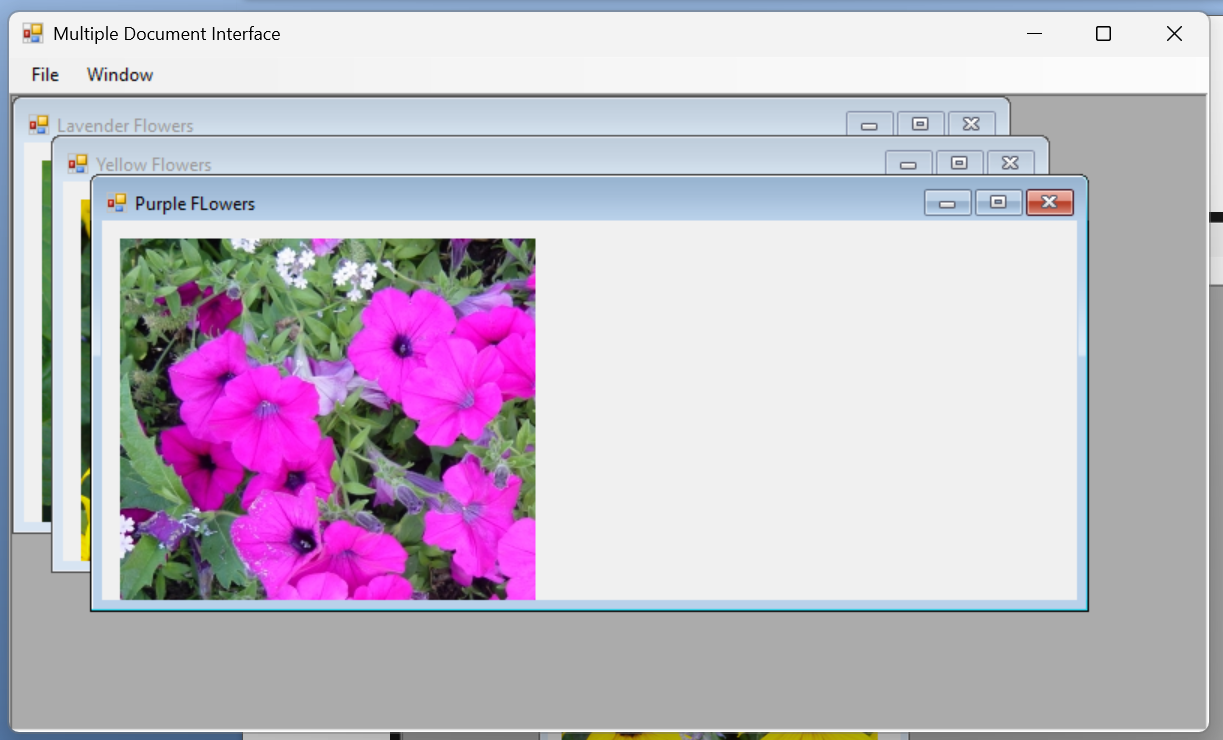 Multiple Document Interface
File Window
Lavender Flowers
Yellow Flowers
Purple FLowers